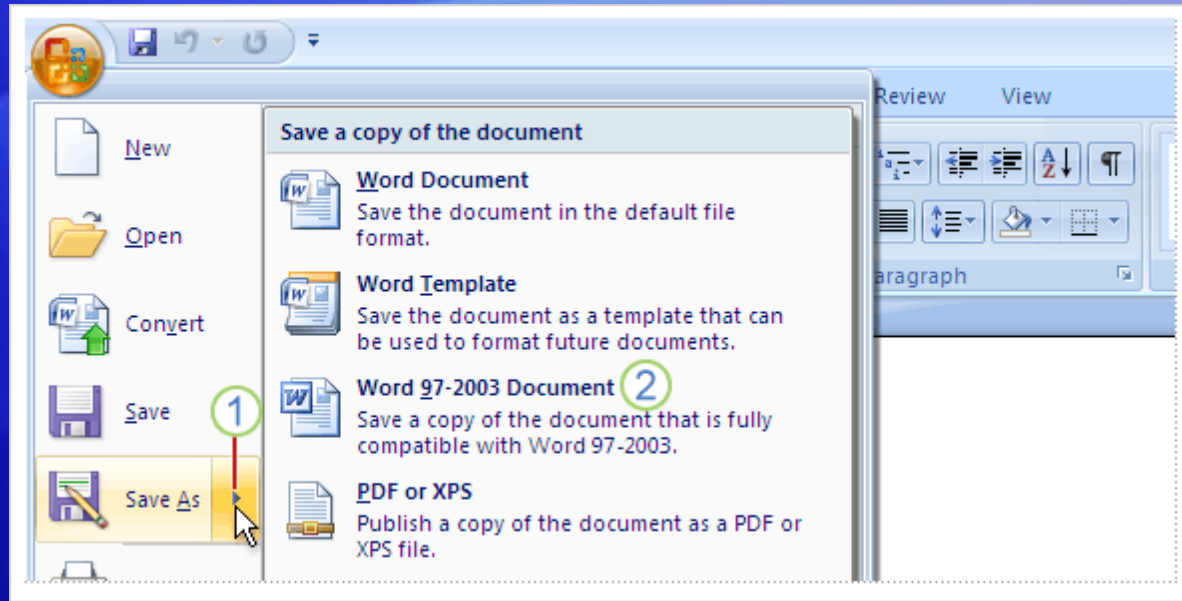 Review View
New
Open
Convert
Save 1
Save As
Save a copy of the document
Word Document
Save the document in the default file
format.
Word Template
Save the document as a template that can
be used to format future documents.
Word 97-2003 Document 2
Save a copy of the document that is fully
compatible with Word 97-2003.
PDF or XPS
Publish a copy of the document as a PDF or
XPS file.
aragraph